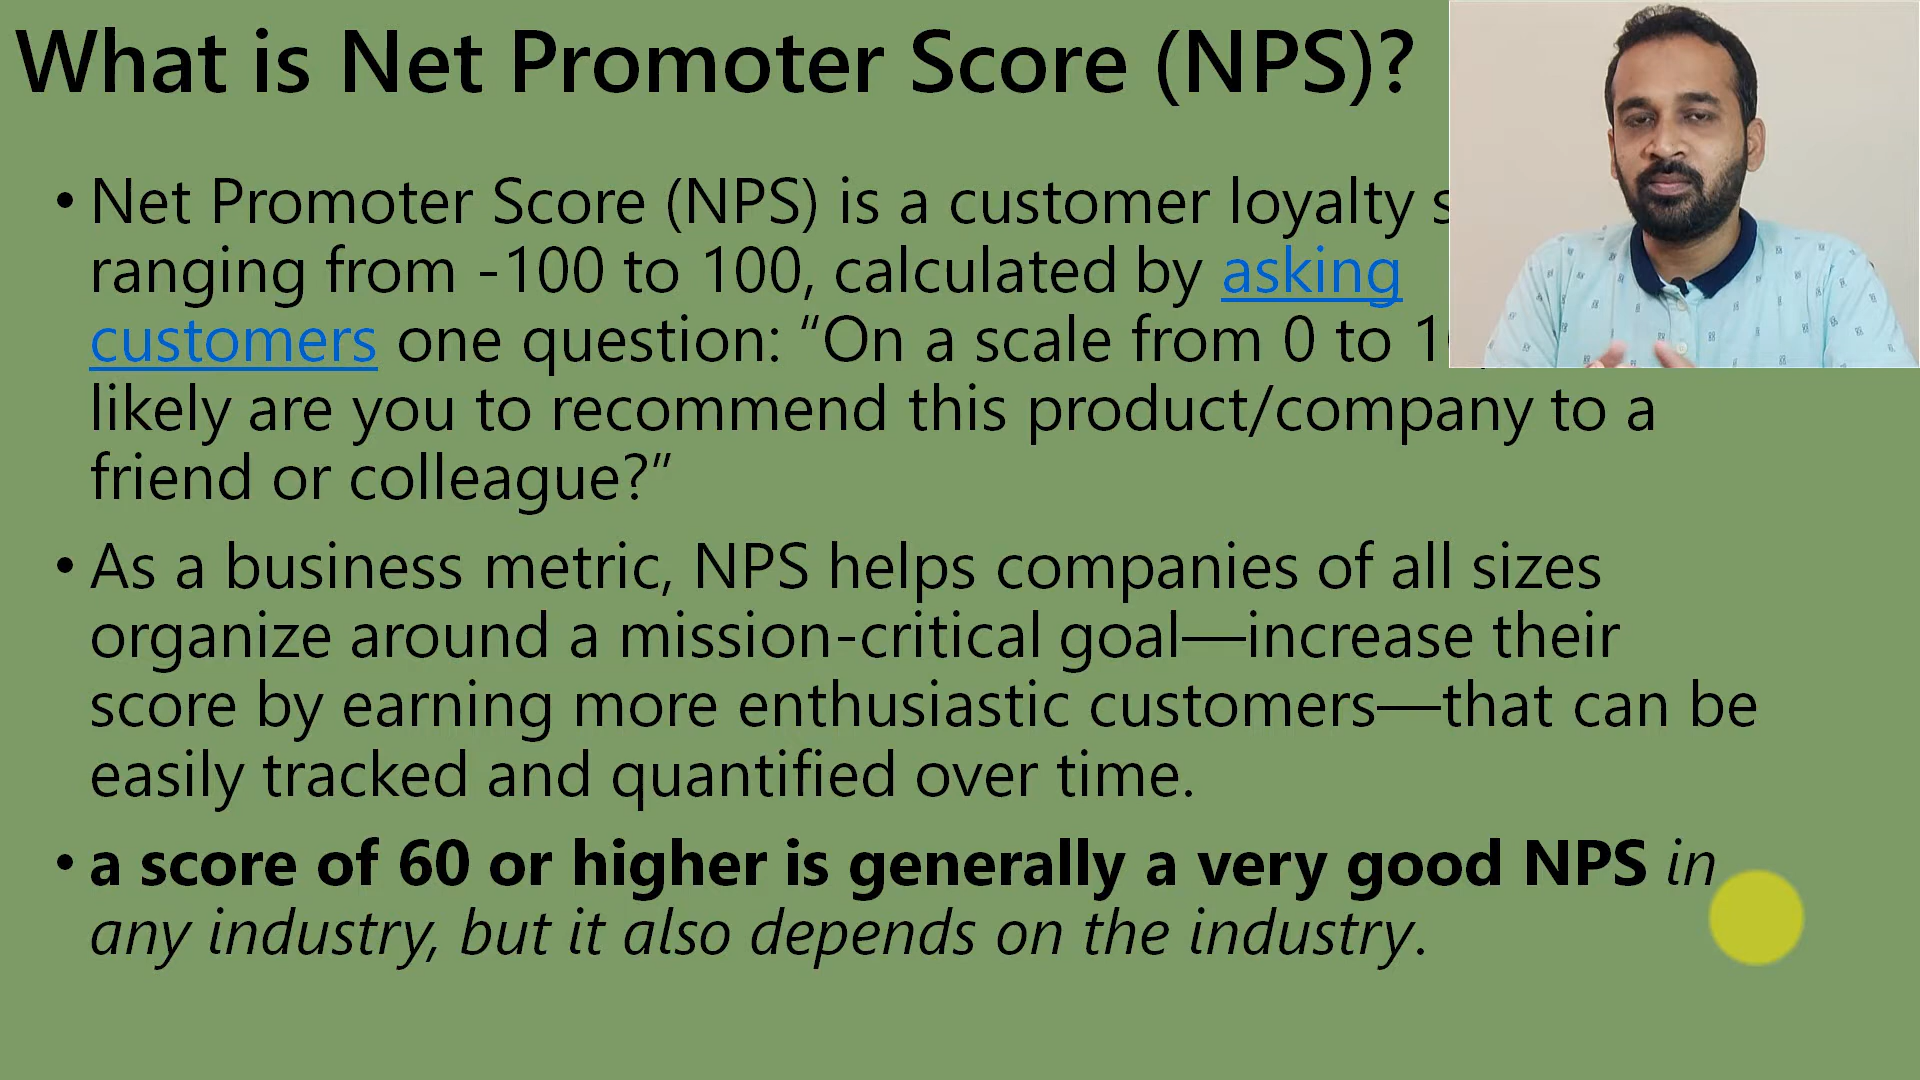 What is Net Promoter Score (NPS)?
• Net Promoter Score (NPS) is a customer loyalty
ranging from -100 to 100, calculated by asking
customers one question: “On a scale from 0 to
likely are you to recommend this product/company to a
friend or colleague?”
• As a business metric, NPS helps companies of all sizes
organize around a mission-critical goal—increase their
score by earning more enthusiastic customers—that can be
easily tracked and quantified over time.
• a score of 60 or higher is generally a very good NPS in
any industry, but it also depends on the industry.